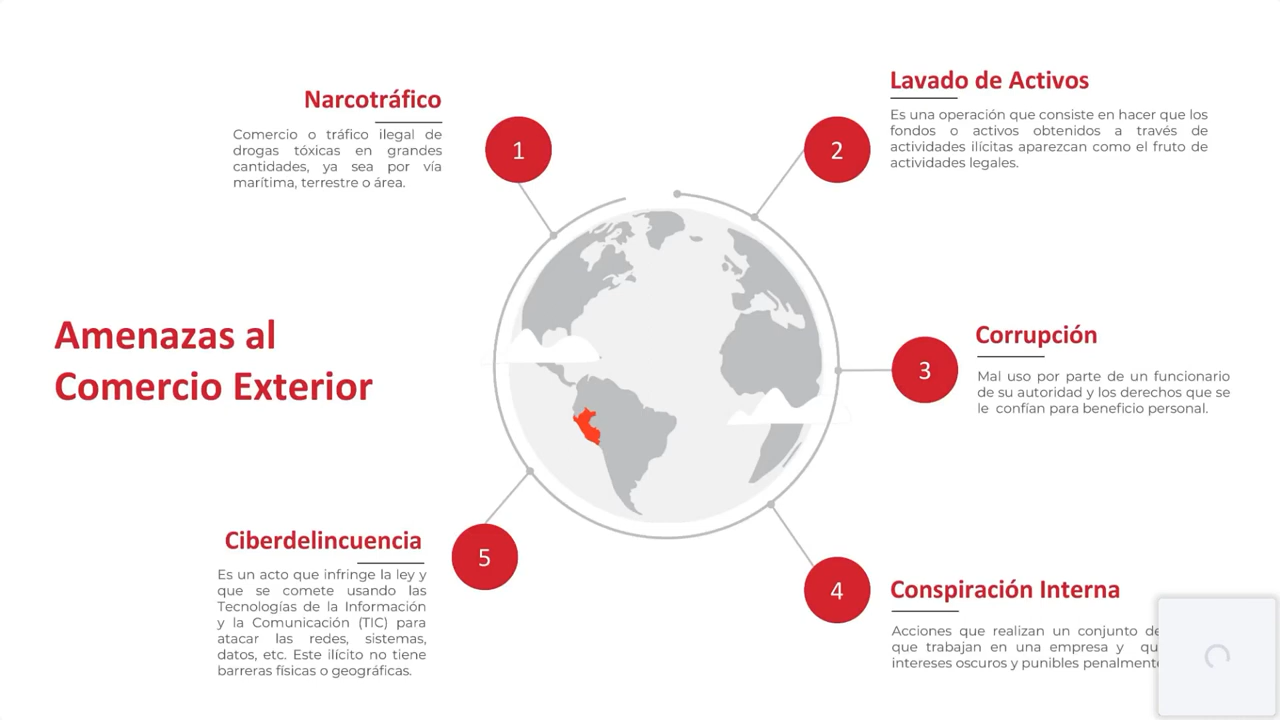 Amenazas al
Comercio Exterior
1
Narcotráfico
Comercio o tráfico ilegal de
drogas tóxicas en grandes
cantidades, ya sea por vía
marítima, terrestre o área.
2
Lavado de Activos
Es una operación que consiste en hacer que los
fondos o activos obtenidos a través de
actividades ilícitas aparezcan como el fruto de
actividades legales.
3
Corrupción
Mal uso por parte de un funcionario
de su autoridad y los derechos que se
le confían para beneficio personal.
4
Conspiración Interna
Acciones que realizan un conjunto
que trabajan en una empresa y
intereses oscuros y punibles penalmente
5
Ciberdelincuencia
Es un acto que infringe la ley y
que se comete usando las
Tecnologías de la Información
y la Comunicación (TIC) para
atacar las redes, sistemas,
datos, etc. Este ilícito no tiene
barreras físicas o geográficas.